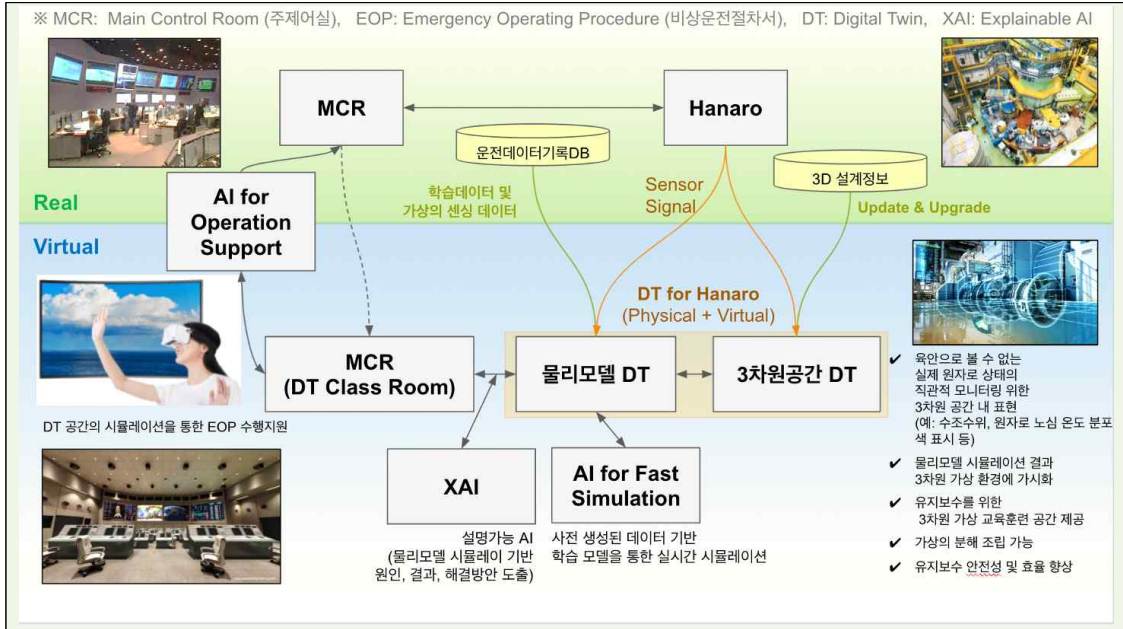 ※ MCR: Main Control Room (주제어실), EOP: Emergency Operating Procedure (비상운전절차서), DT: Digital Twin, XAI: Explainable AI
MCR
Hanaro
운전데이터기록DB
3D 설계정보
AI for
Operation
Support
학습데이터 및
가상의 센싱 데이터
Sensor
Signal
Update & Upgrade
Real
Virtual
DT for Hanaro
(Physical + Virtual)
MCR
(DT Class Room)
물리모델 DT
3차원공간 DT
DT 공간의 시뮬레이션을 통한 EOP 수행지원
XAI
AI for Fast
Simulation
설명가능 AI
(물리모델 시뮬레이 기반
원인, 결과, 해결방안 도출)
사전 생성된 데이터 기반
학습 모델을 통한 실시간 시뮬레이션
✔ 육안으로 볼 수 없는
실제 원자로 상태의
직관적 모니터링 위한
3차원 공간 내 표현
(예: 수조수위, 원자로 노심 온도 분포
색 표시 등)
✔ 물리모델 시뮬레이션 결과
3차원 가상 환경에 가시화
✔ 유지보수를 위한
3차원 가상 교육훈련 공간 제공
✔ 가상의 분해 조립 가능
✔ 유지보수 안전성 및 효율 향상